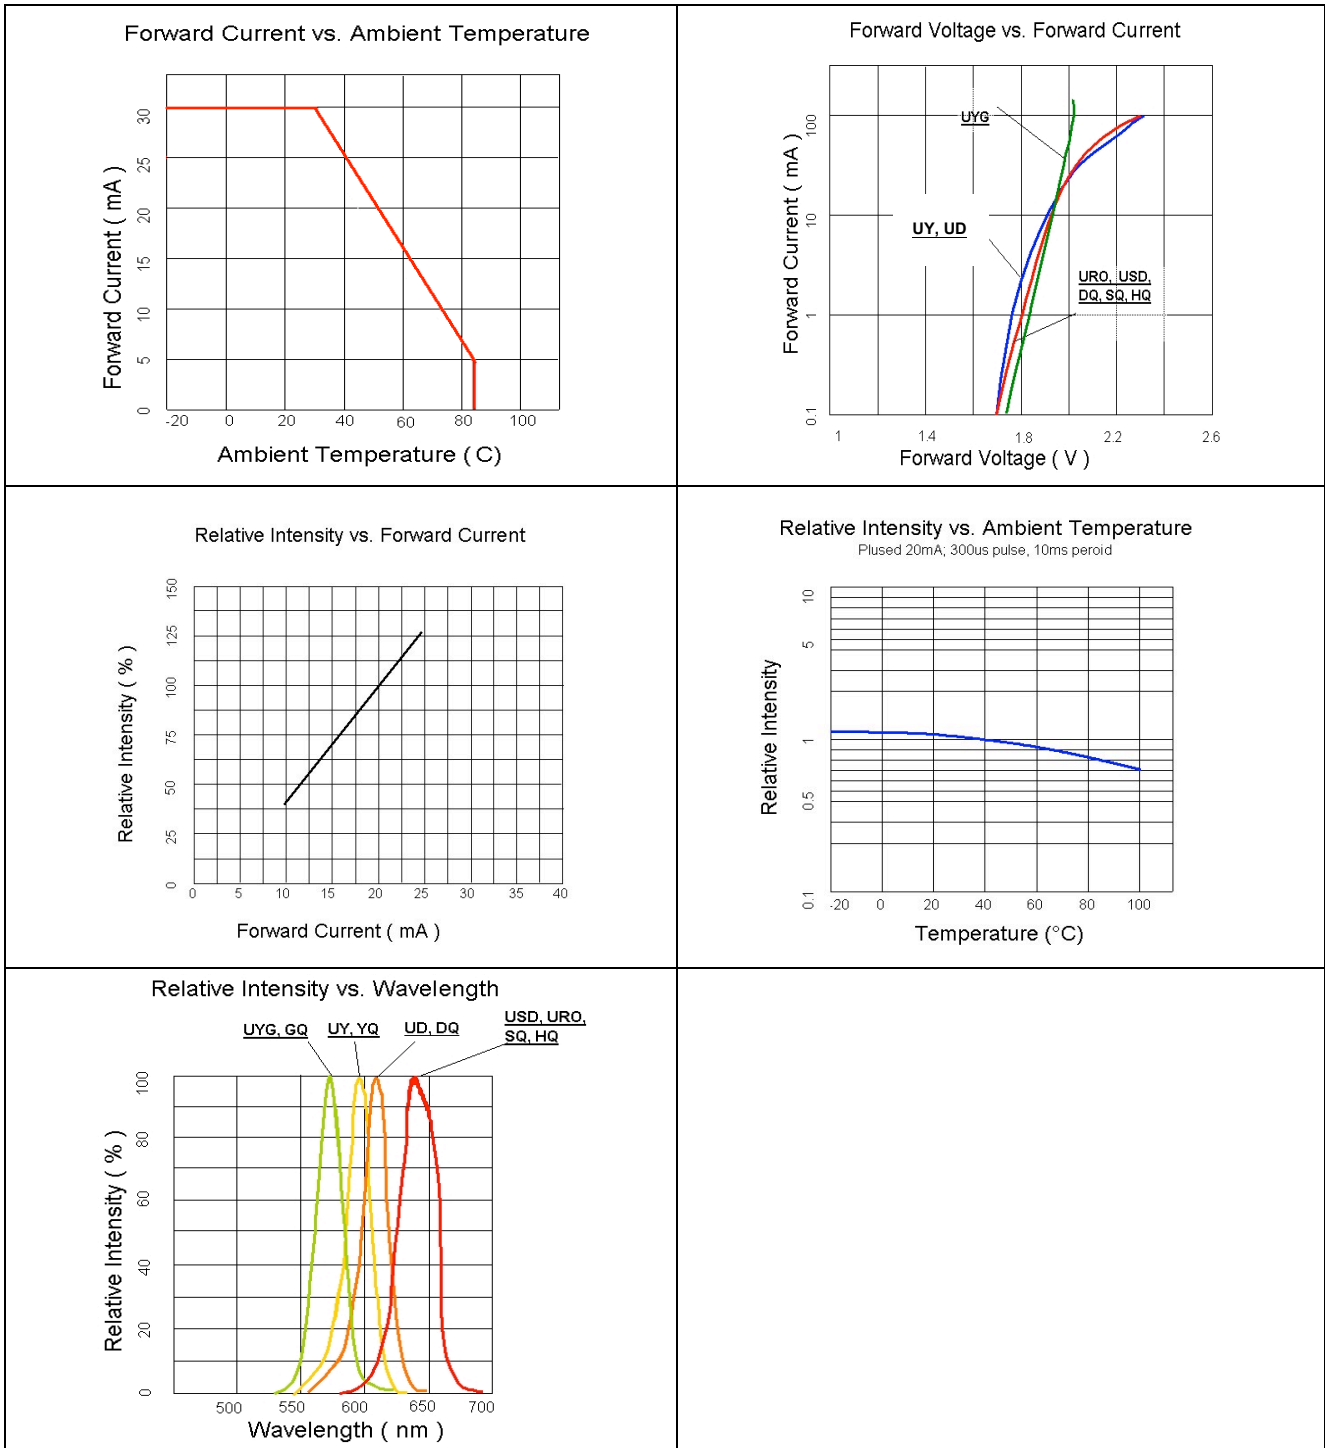 Forward Current vs. Ambient Temperature
Forward Current ( mA )
30
25
20
15
10
5
0
-20 0 20 40 60 80 100
Ambient Temperature ( C)
Forward Voltage vs. Forward Current
Forward Current ( mA )
100
10
1
0.1
UYG
UY, UD
URO, USD,
DQ, SQ, HQ
1 1.4 1.8 2.2 2.6
Forward Voltage ( V )
Relative Intensity vs. Forward Current
Relative Intensity ( % )
150
125
100
75
50
25
0
0 5 10 15 20 25 30 35 40
Forward Current ( mA )
Relative Intensity vs. Ambient Temperature
Plused 20mA; 300us pulse, 10ms peroid
Relative Intensity
10
5
1
0.5
0.1
-20 0 20 40 60 80 100
Temperature (°C)
Relative Intensity vs. Wavelength
UYG, GQ UY, YQ UD, DQ
USD, URO,
SQ, HQ
Relative Intensity ( % )
100
80
60
40
20
0
500 550 600 650 700
Wavelength ( nm )